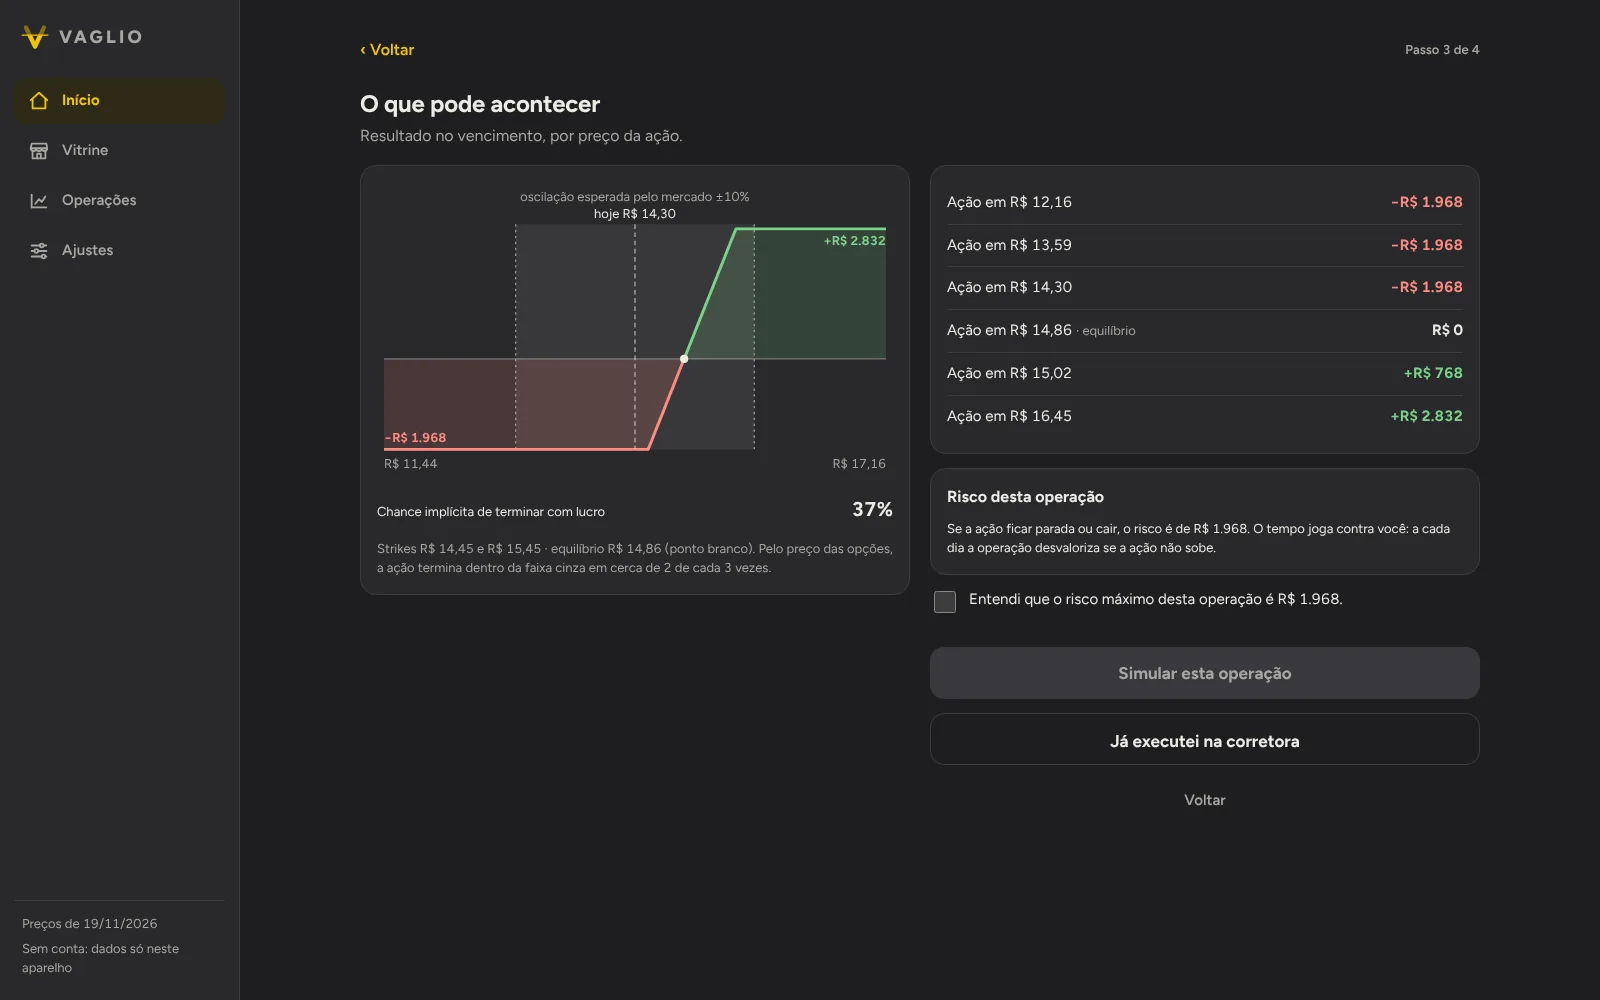 VAGLIO
Início
Vitrine
Operações
Ajustes
Preços de 19/11/2026
Sem conta: dados só neste
aparelho
‹ Voltar
Passo 3 de 4
O que pode acontecer
Resultado no vencimento, por preço da ação.
oscilação esperada pelo mercado ±10%
hoje R$ 14,30
+R$ 2.832
−R$ 1.968
R$ 11,44
R$ 17,16
Chance implícita de terminar com lucro
37%
Strikes R$ 14,45 e R$ 15,45 · equilíbrio R$ 14,86 (ponto branco). Pelo preço das opções,
a ação termina dentro da faixa cinza em cerca de 2 de cada 3 vezes.
Ação em R$ 12,16 −R$ 1.968
Ação em R$ 13,59 −R$ 1.968
Ação em R$ 14,30 −R$ 1.968
Ação em R$ 14,86 · equilíbrio R$ 0
Ação em R$ 15,02 +R$ 768
Ação em R$ 16,45 +R$ 2.832
Risco desta operação
Se a ação ficar parada ou cair, o risco é de R$ 1.968. O tempo joga contra você: a cada
dia a operação desvaloriza se a ação não sobe.
Entendi que o risco máximo desta operação é R$ 1.968.
Simular esta operação
Já executei na corretora
Voltar